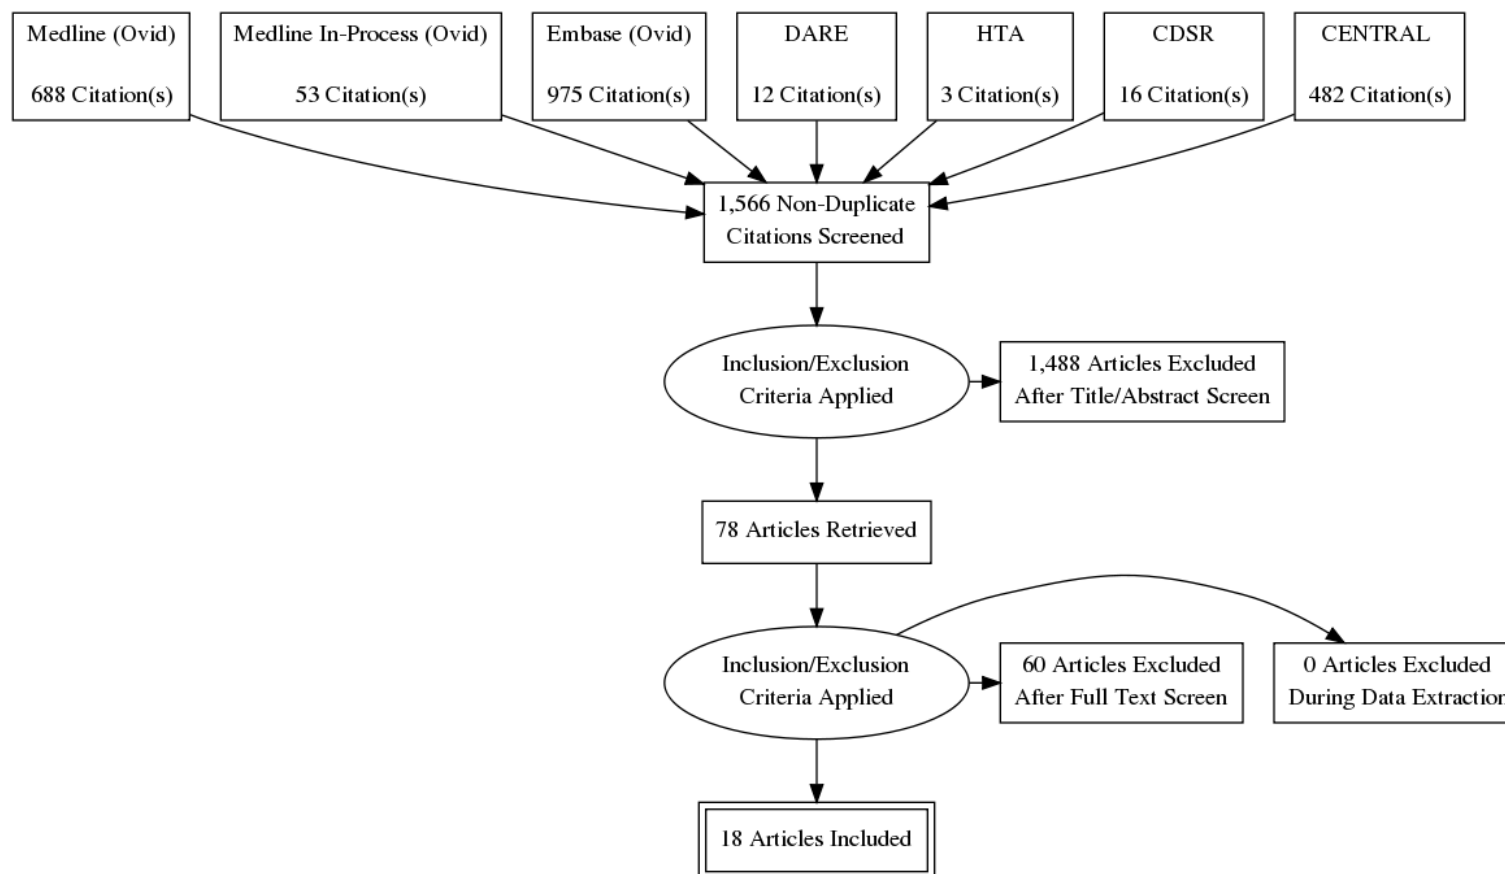 Medline (Ovid)
688 Citation(s)
Medline In-Process (Ovid)
53 Citation(s)
Embase (Ovid)
975 Citation(s)
DARE
12 Citation(s)
HTA
3 Citation(s)
CDSR
16 Citation(s)
CENTRAL
482 Citation(s)
1,566 Non-Duplicate
Citations Screened
Inclusion/Exclusion
Criteria Applied
1,488 Articles Excluded
After Title/Abstract Screen
78 Articles Retrieved
Inclusion/Exclusion
Criteria Applied
60 Articles Excluded
After Full Text Screen
0 Articles Excluded
During Data Extraction
18 Articles Included